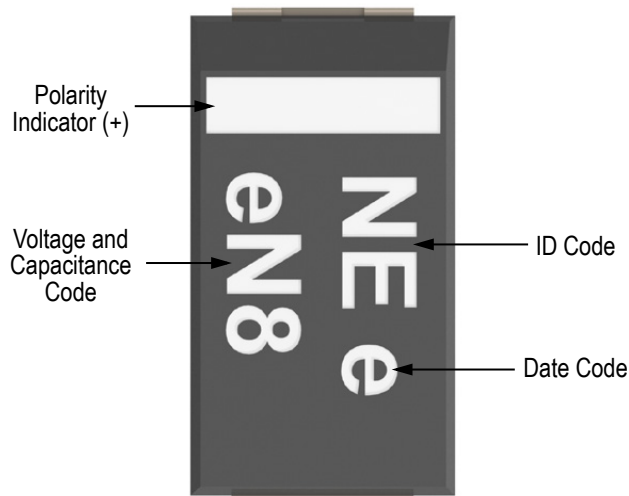 Polarity
Indicator (+)
NE e
eN8
Voltage and
Capacitance
Code
ID Code
Date Code